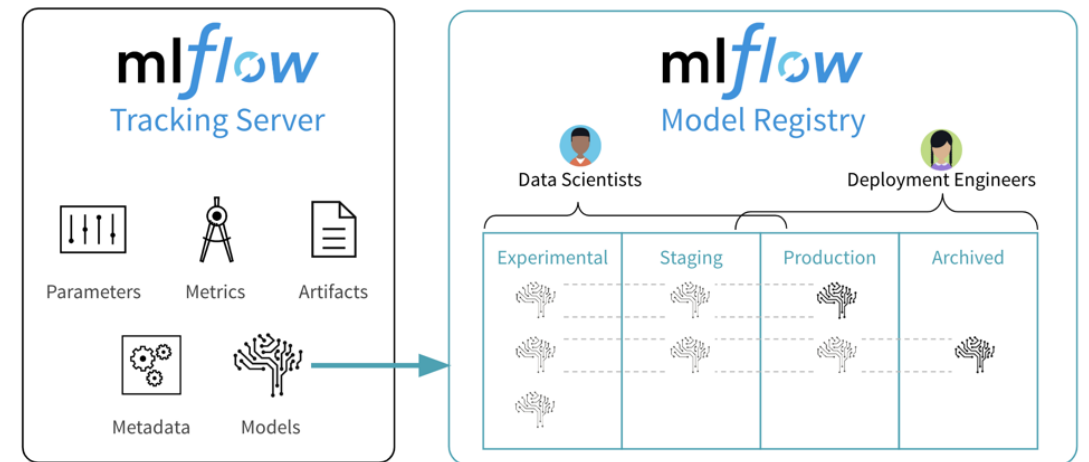 mlflow
Tracking Server
Parameters
Metrics
Artifacts
Metadata
Models
mlflow
Model Registry
Data Scientists
Deployment Engineers
Experimental
Staging
Production
Archived